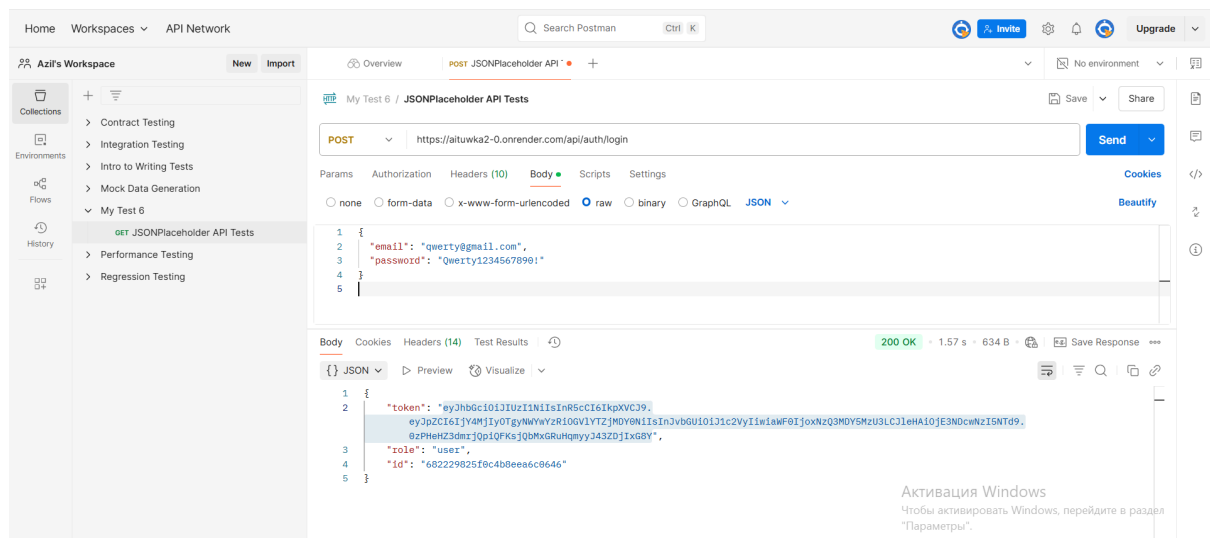 Home Workspaces API Network Search Postman Ctrl K Invite Upgrade
Azil's Workspace New Import Overview POST JSONPlaceholder API T No environment
Collections
Environments
Flows
History
Contract Testing
Integration Testing
Intro to Writing Tests
Mock Data Generation
My Test 6
GET JSONPlaceholder API Tests
Performance Testing
Regression Testing
HTTP My Test 6 / JSONPlaceholder API Tests Save Share
POST https://aituwka2-0.onrender.com/api/auth/login Send
Params Authorization Headers (10) Body Scripts Settings Cookies
none form-data x-www-form-urlencoded raw binary GraphQL JSON Beautify
1 {
2 "email": "qwerty@gmail.com",
3 "password": "Qwerty1234567890!"
4 }
5
Body Cookies Headers (14) Test Results 200 OK 1.57 s 634 B Save Response
{} JSON Preview Visualize
1 {
2 "token": "eyJhbGciOiJIUzI1NiIsInR5cCI6IkpXVCJ9.
eyJpZCI6IjY4MjIyOTgyNWYwYzRiOGVlYTZjMDY0NiIsInJvbGUiOiJ1c2VyIiwiaWF0IjoxNzQ3MDY5MzU3LCJleHAiOjE3NDcwNzI5NTd9.
0zPHeHZ3dmrjQpiQFKsjQbMxGRuHqmyyJ43ZDjIxG8Y",
3 "role": "user",
4 "id": "682229825f0c4b8eea6c0646"
5 }
Активация Windows
Чтобы активировать Windows, перейдите в раздел
"Параметры".